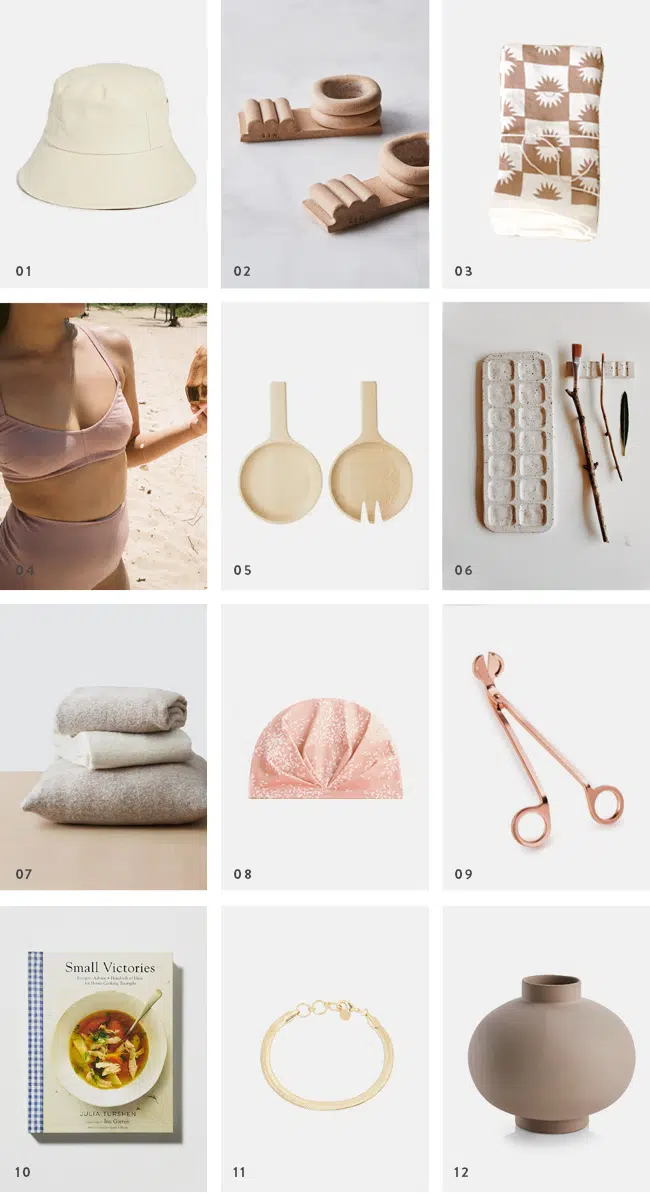 01
02
03
04
05
06
07
08
09
Small Victories
Recipes, Advice + Hundreds of Ideas
for Home-Cooking Triumphs
JULIA TURSHEN
Ina Garten
10
11
12